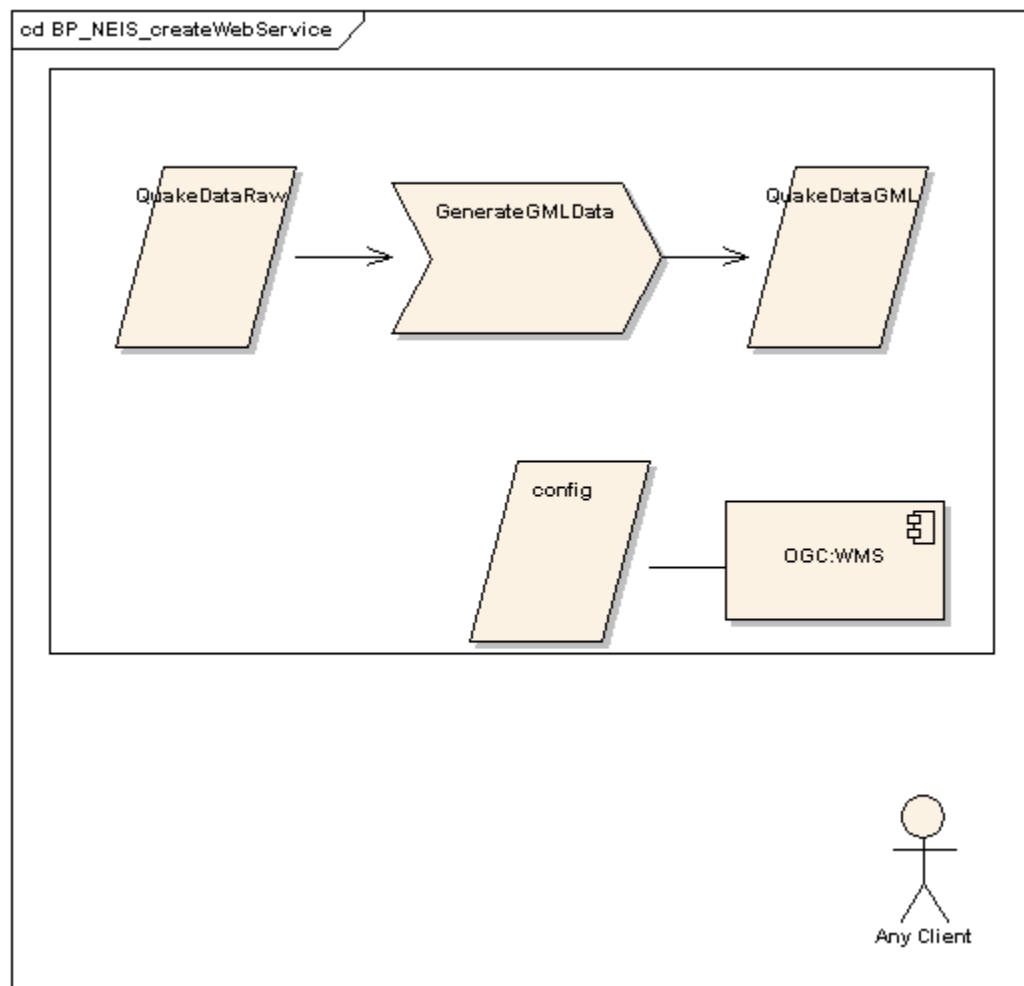 cd BP_NEIS_createWebService
QuakeDataRaw
GenerateGMLData
QuakeDataGML
config
OGC:WMS
Any Client